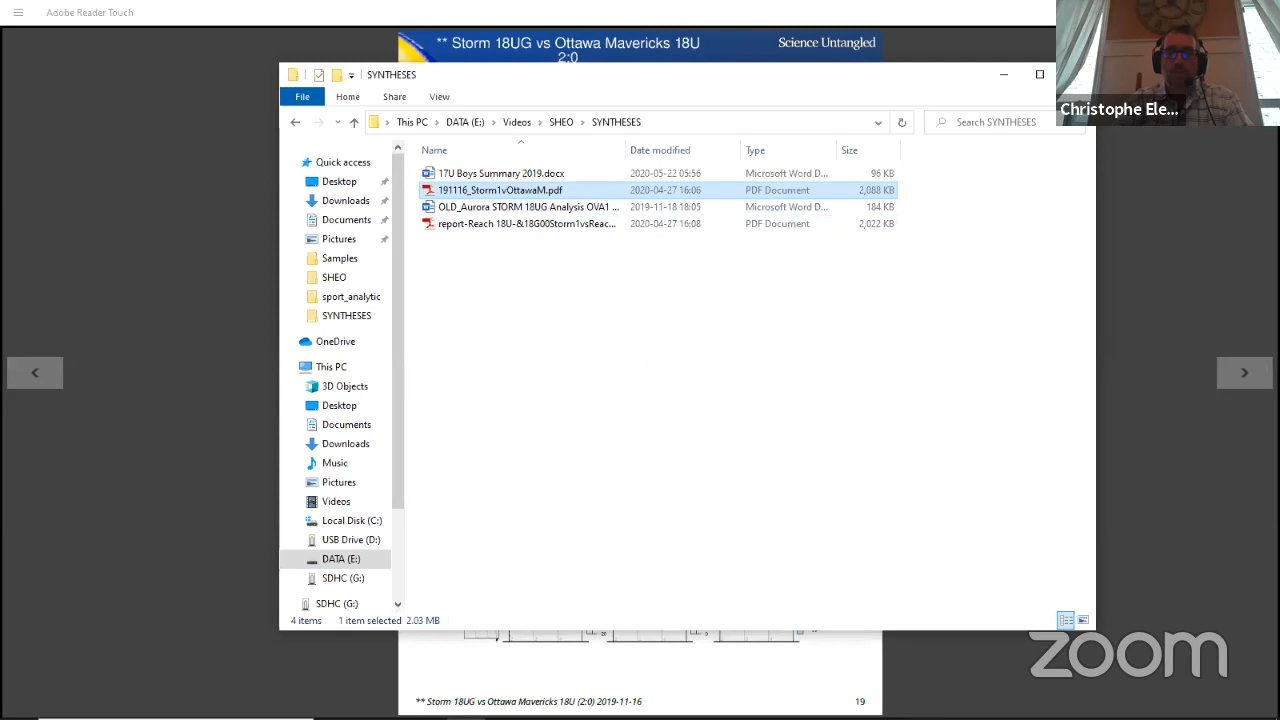 Adobe Reader Touch
** Storm 18UG vs Ottawa Mavericks 18U
2:0
Science Untangled
SYNTHESES
File Home Share View
This PC DATA (E:) Videos SHEO SYNTHESES
Search SYNTHESES
Christophe Ele...
Name Date modified Type Size
17U Boys Summary 2019.docx 2020-05-22 05:56 Microsoft Word D... 96 KB
191116_Storm1vOttawaM.pdf 2020-04-27 16:06 PDF Document 2,088 KB
OLD_Aurora STORM 18UG Analysis OVA1 ... 2019-11-18 18:05 Microsoft Word D... 184 KB
report-Reach 18U-&18G00Storm1vsReac... 2020-04-27 16:08 PDF Document 2,022 KB
Quick access
Desktop
Downloads
Documents
Pictures
Samples
SHEO
sport_analytic
SYNTHESES
OneDrive
This PC
3D Objects
Desktop
Documents
Downloads
Music
Pictures
Videos
Local Disk (C:)
USB Drive (D:)
DATA (E:)
SDHC (G:)
SDHC (G:)
4 items 1 item selected 2.03 MB
zoom
** Storm 18UG vs Ottawa Mavericks 18U (2:0) 2019-11-16
19